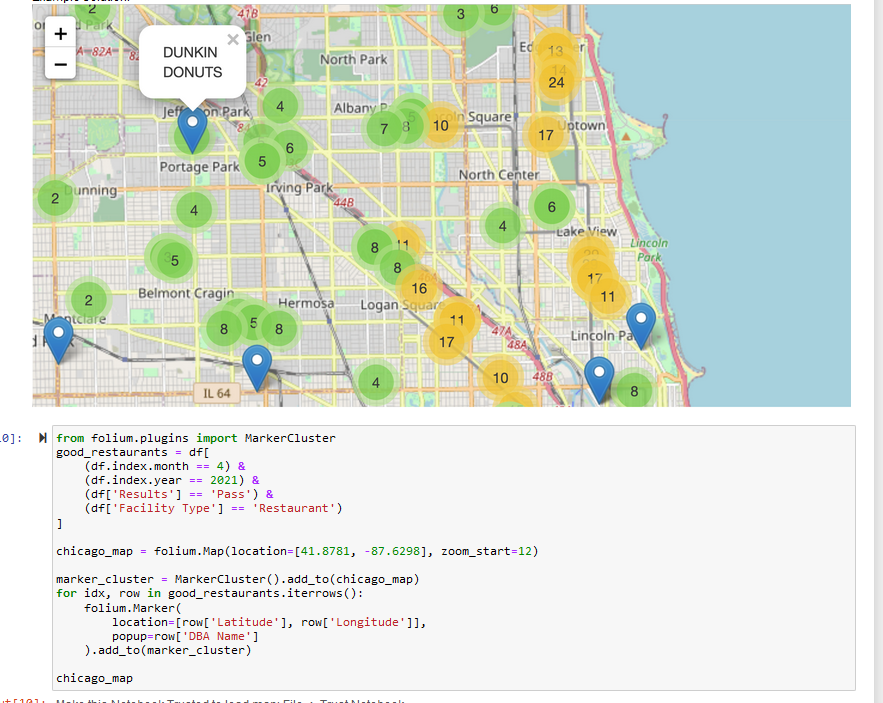 Example Solution:
2
41B
3
6
+
−
82A
DUNKIN
DONUTS
×
Glen
North Park
13
14
24
42
4
Jefferson Park
Albany P
5
Lincoln Square
7
8
10
17
Uptown
84
6
5
Portage Park
Irving Park
North Center
2
Dunning
44B
4
4
6
Lake View
Lincoln
Park
8
11
8
5
20
17
11
16
2
Belmont Cragin
Hermosa
Logan Square
Montclare
8
5
8
11
17
47A
48A
Lincoln Pa
IL 64
4
10
48B
8
from folium.plugins import MarkerCluster
good_restaurants = df[
(df.index.month == 4) &
(df.index.year == 2021) &
(df['Results'] == 'Pass') &
(df['Facility Type'] == 'Restaurant')
]
chicago_map = folium.Map(location=[41.8781, -87.6298], zoom_start=12)
marker_cluster = MarkerCluster().add_to(chicago_map)
for idx, row in good_restaurants.iterrows():
folium.Marker(
location=[row['Latitude'], row['Longitude']],
popup=row['DBA Name']
).add_to(marker_cluster)
chicago_map